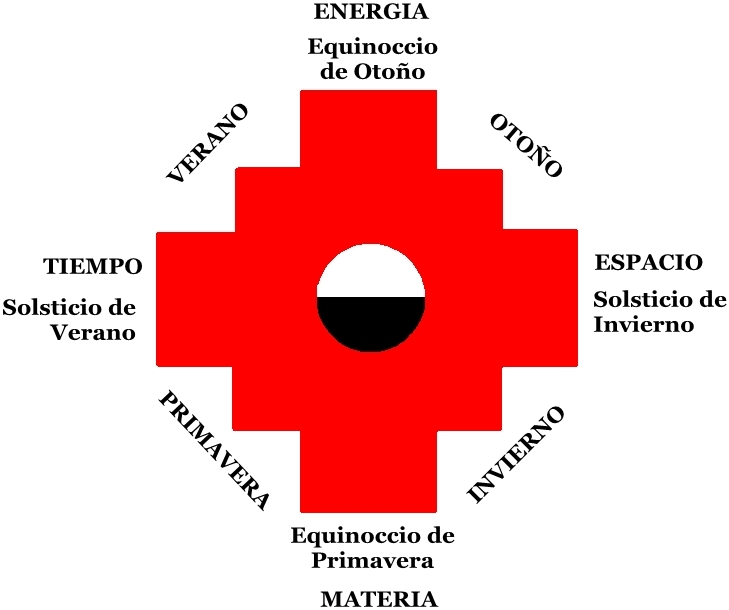 ENERGIA
Equinoccio
de Otoño
VERANO
OTOÑO
TIEMPO
Solsticio de
Verano
ESPACIO
Solsticio de
Invierno
PRIMAVERA
INVIERNO
Equinoccio de
Primavera
MATERIA